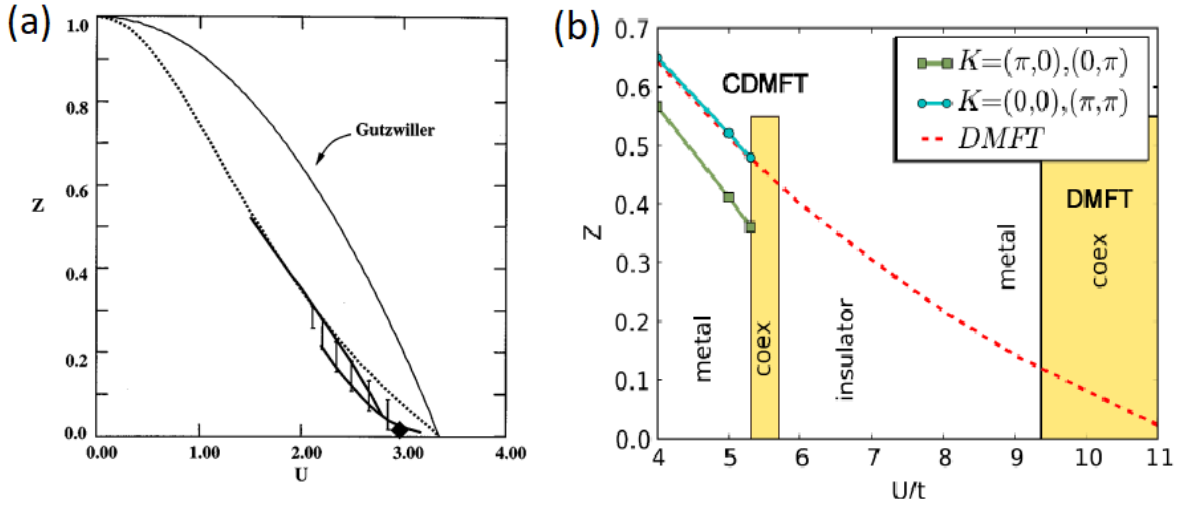 (a)
1.0
0.8
0.6
Z
0.4
0.2
0.0
0.00
1.00
2.00
3.00
4.00
U
Gutzwiller
(b)
0.7
0.6
0.5
0.4
Z
0.3
0.2
0.1
0.0
4
5
6
7
8
9
10
11
U/t
CDMFT
K=(π,0),(0,π)
K=(0,0),(π,π)
DMFT
metal
coex
insulator
metal
DMFT
coex